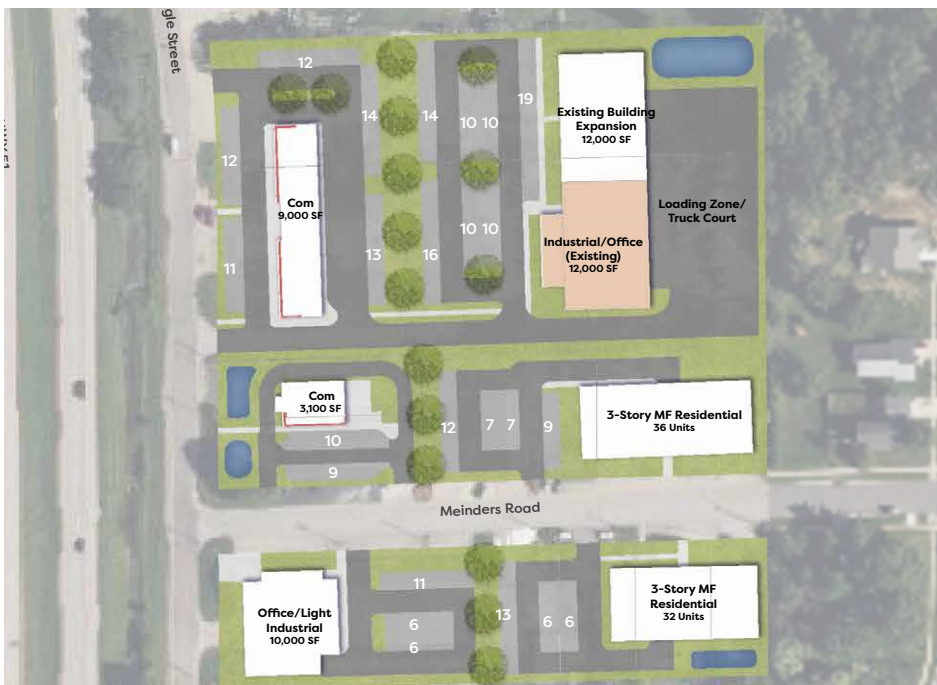 gle Street
12
14
14
19
10 10
Existing Building
Expansion
12,000 SF
12
Com
9,000 SF
Loading Zone/
Truck Court
10 10
11
13
16
Industrial/Office
(Existing)
12,000 SF
Com
3,100 SF
10
9
12
7 7
9
3-Story MF Residential
36 Units
Meinders Road
Office/Light
Industrial
10,000 SF
11
6
6
13
6 6
3-Story MF
Residential
32 Units